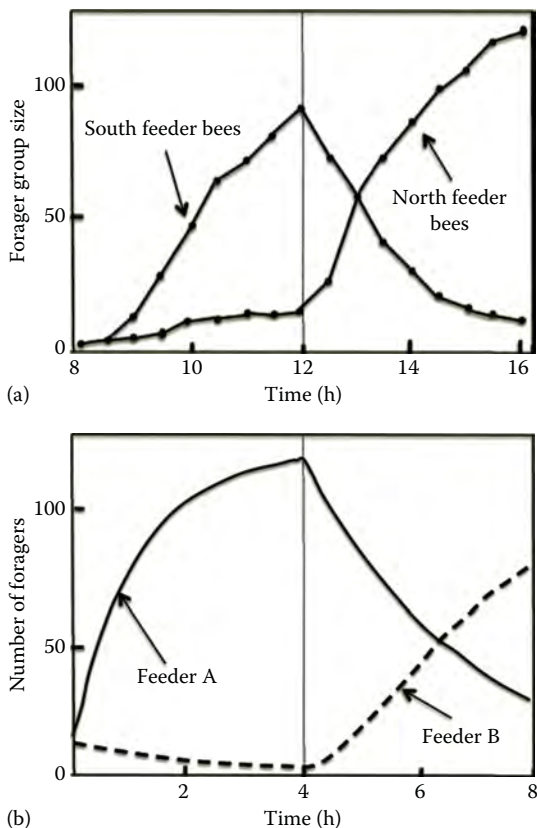 100
50
0
Forager group size
South feeder bees
North feeder
bees
8
10
12
14
16
Time (h)
(a)
100
50
0
Number of foragers
Feeder A
Feeder B
2
4
6
8
Time (h)
(b)